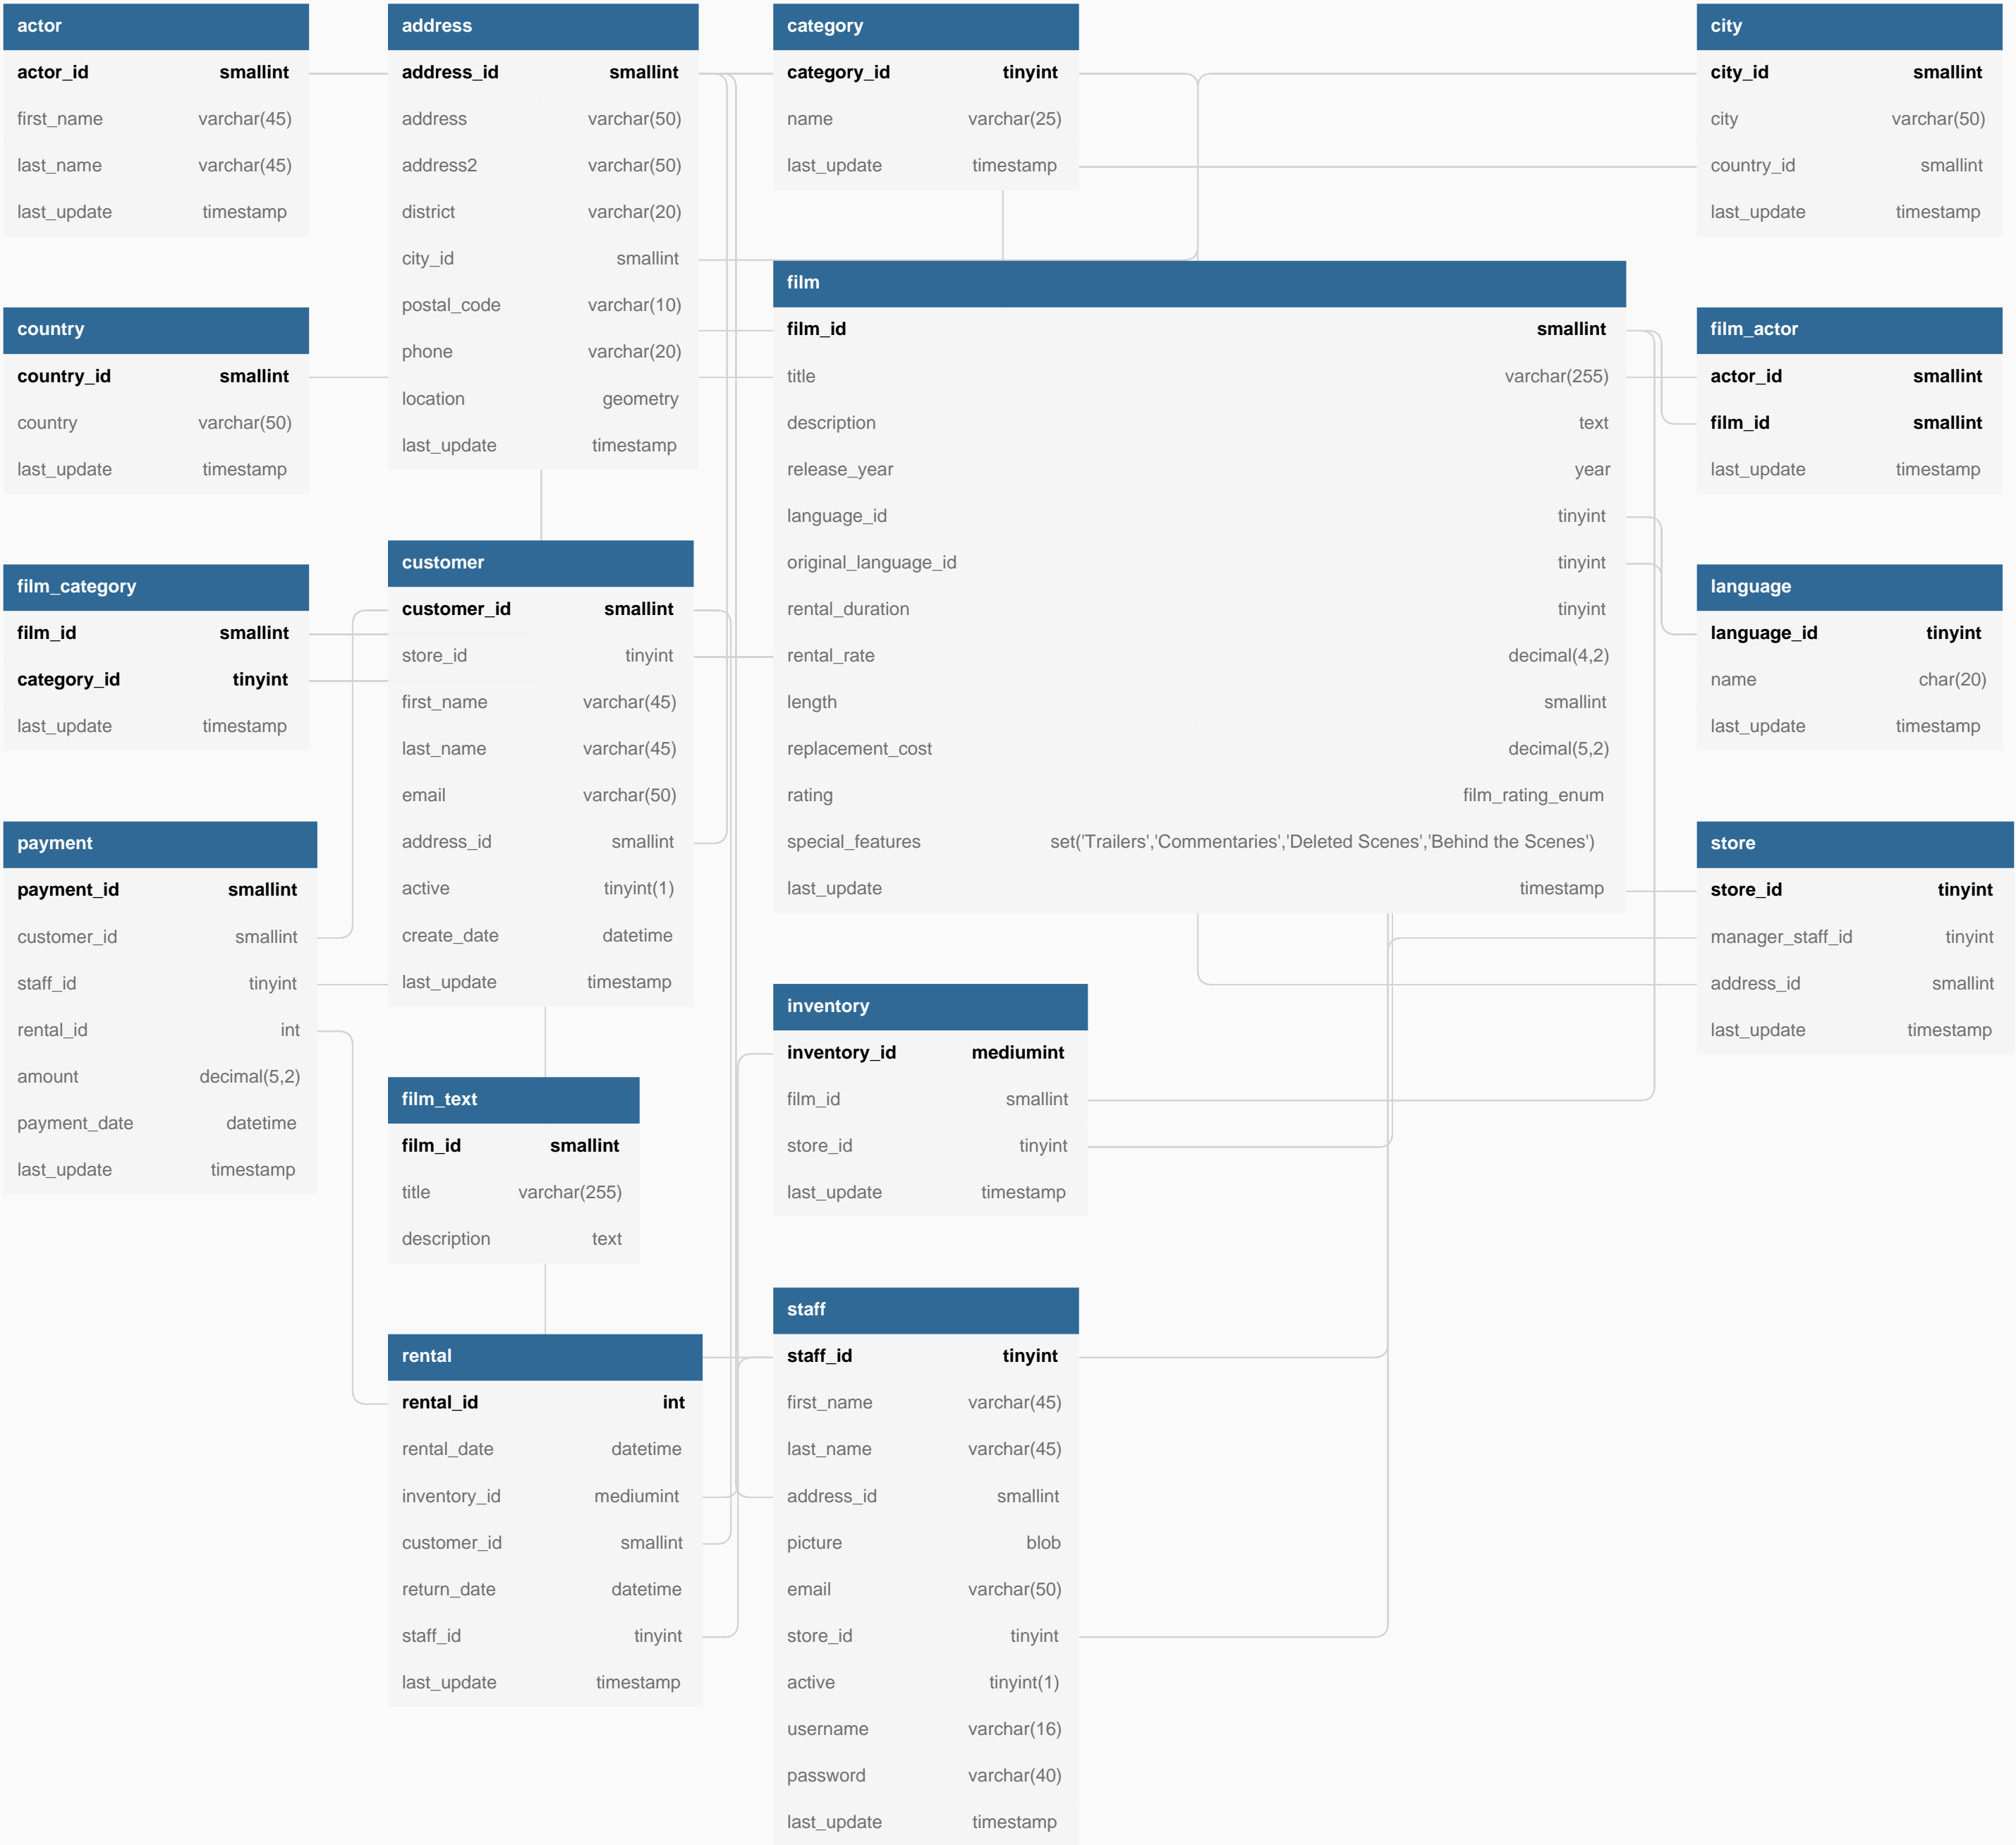 actor
actor_id smallint
first_name varchar(45)
last_name varchar(45)
last_update timestamp
address
address_id smallint
address varchar(50)
address2 varchar(50)
district varchar(20)
city_id smallint
postal_code varchar(10)
phone varchar(20)
location geometry
last_update timestamp
category
category_id tinyint
name varchar(25)
last_update timestamp
city
city_id smallint
city varchar(50)
country_id smallint
last_update timestamp
country
country_id smallint
country varchar(50)
last_update timestamp
film
film_id smallint
title varchar(255)
description text
release_year year
language_id tinyint
original_language_id tinyint
rental_duration tinyint
rental_rate decimal(4,2)
length smallint
replacement_cost decimal(5,2)
rating film_rating_enum
special_features set('Trailers','Commentaries','Deleted Scenes','Behind the Scenes')
last_update timestamp
film_actor
actor_id smallint
film_id smallint
last_update timestamp
film_category
film_id smallint
category_id tinyint
last_update timestamp
customer
customer_id smallint
store_id tinyint
first_name varchar(45)
last_name varchar(45)
email varchar(50)
address_id smallint
active tinyint(1)
create_date datetime
last_update timestamp
language
language_id tinyint
name char(20)
last_update timestamp
payment
payment_id smallint
customer_id smallint
staff_id tinyint
rental_id int
amount decimal(5,2)
payment_date datetime
last_update timestamp
film_text
film_id smallint
title varchar(255)
description text
inventory
inventory_id mediumint
film_id smallint
store_id tinyint
last_update timestamp
store
store_id tinyint
manager_staff_id tinyint
address_id smallint
last_update timestamp
rental
rental_id int
rental_date datetime
inventory_id mediumint
customer_id smallint
return_date datetime
staff_id tinyint
last_update timestamp
staff
staff_id tinyint
first_name varchar(45)
last_name varchar(45)
address_id smallint
picture blob
email varchar(50)
store_id tinyint
active tinyint(1)
username varchar(16)
password varchar(40)
last_update timestamp